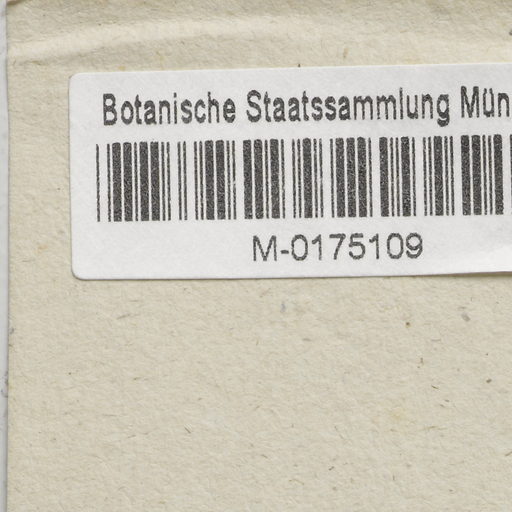 Botanische Staatssammlung Mün
M-0175109